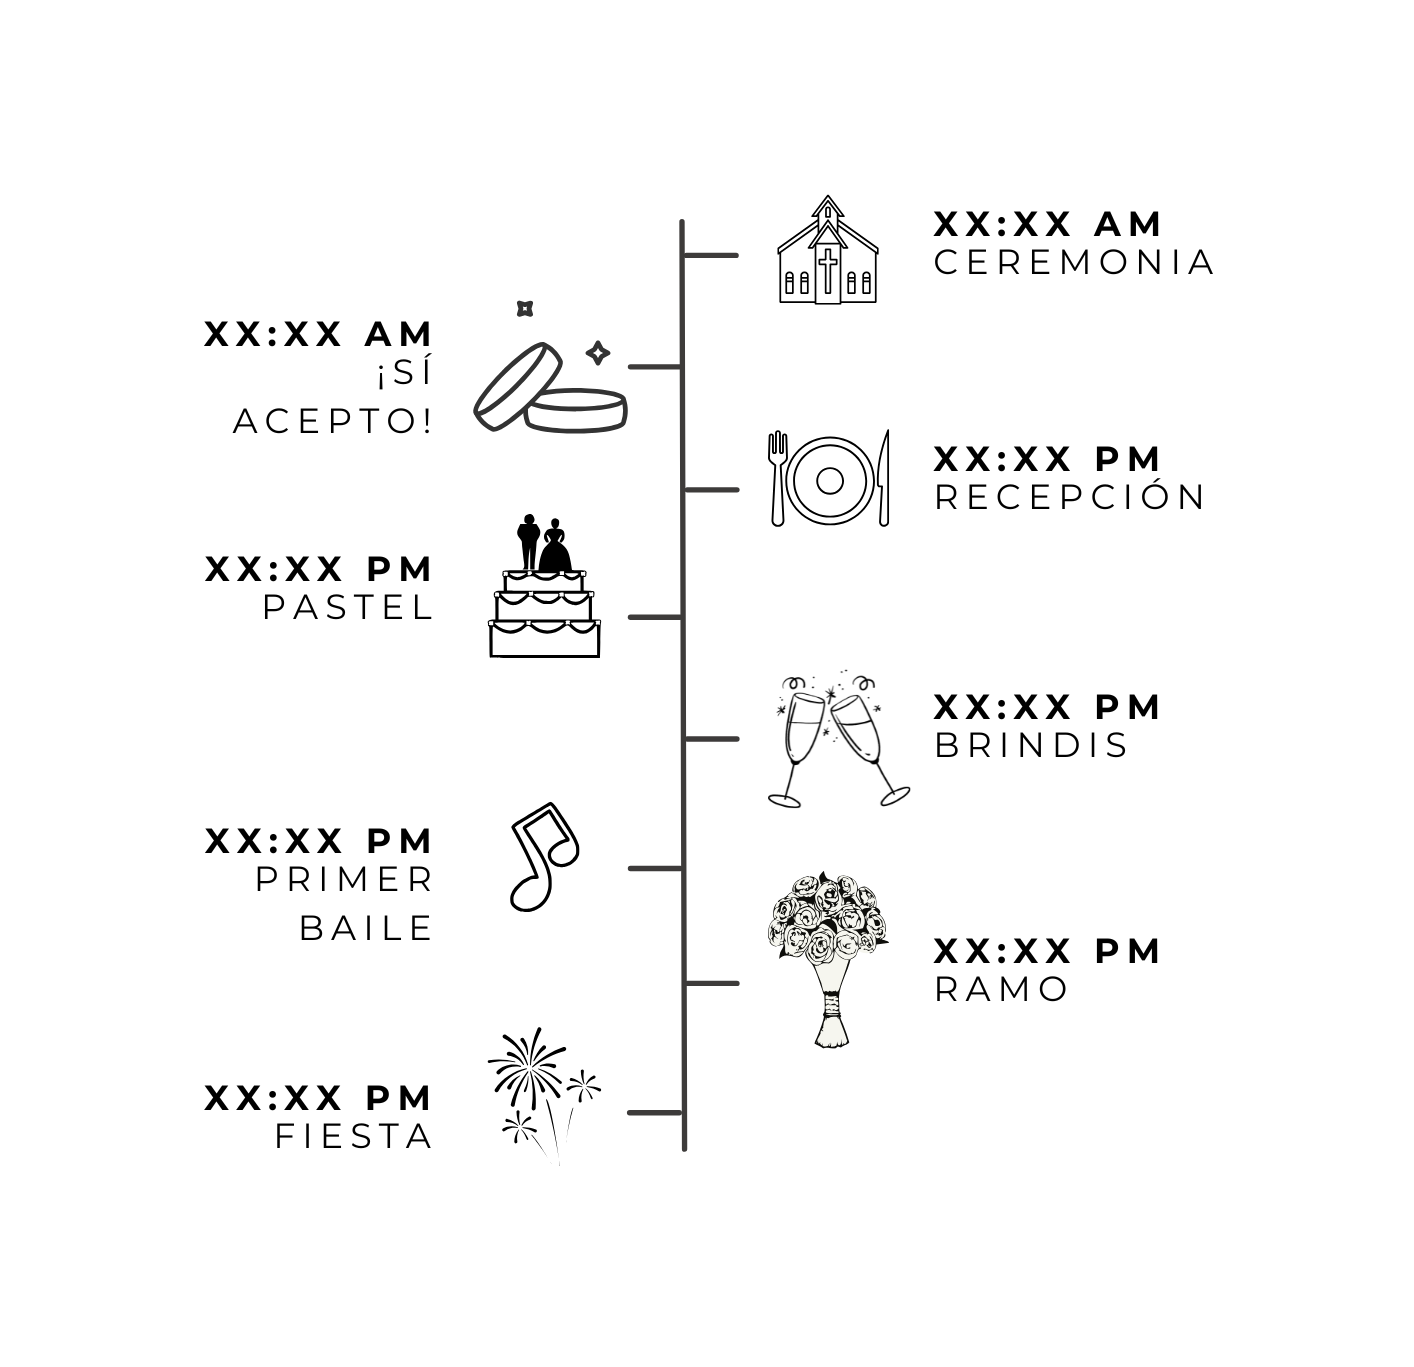 XX:XX AM
CEREMONIA
XX:XX AM
¡SÍ
ACEPTO!
XX:XX PM
RECEPCIÓN
XX:XX PM
PASTEL
XX:XX PM
BRINDIS
XX:XX PM
PRIMER
BAILE
XX:XX PM
RAMO
XX:XX PM
FIESTA